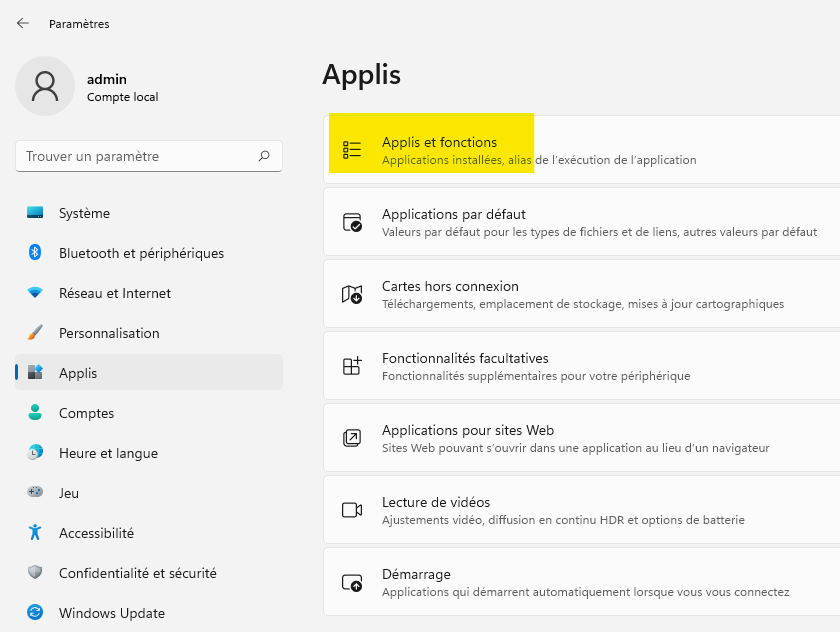 Paramètres
admin
Compte local
Trouver un paramètre
Système
Bluetooth et périphériques
Réseau et Internet
Personnalisation
Applis
Comptes
Heure et langue
Jeu
Accessibilité
Confidentialité et sécurité
Windows Update
Applis
Applis et fonctions
Applications installées, alias de l’exécution de l’application
Applications par défaut
Valeurs par défaut pour les types de fichiers et de liens, autres valeurs par défaut
Cartes hors connexion
Téléchargements, emplacement de stockage, mises à jour cartographiques
Fonctionnalités facultatives
Fonctionnalités supplémentaires pour votre périphérique
Applications pour sites Web
Sites Web pouvant s’ouvrir dans une application au lieu d’un navigateur
Lecture de vidéos
Ajustements vidéo, diffusion en continu HDR et options de batterie
Démarrage
Applications qui démarrent automatiquement lorsque vous vous connectez